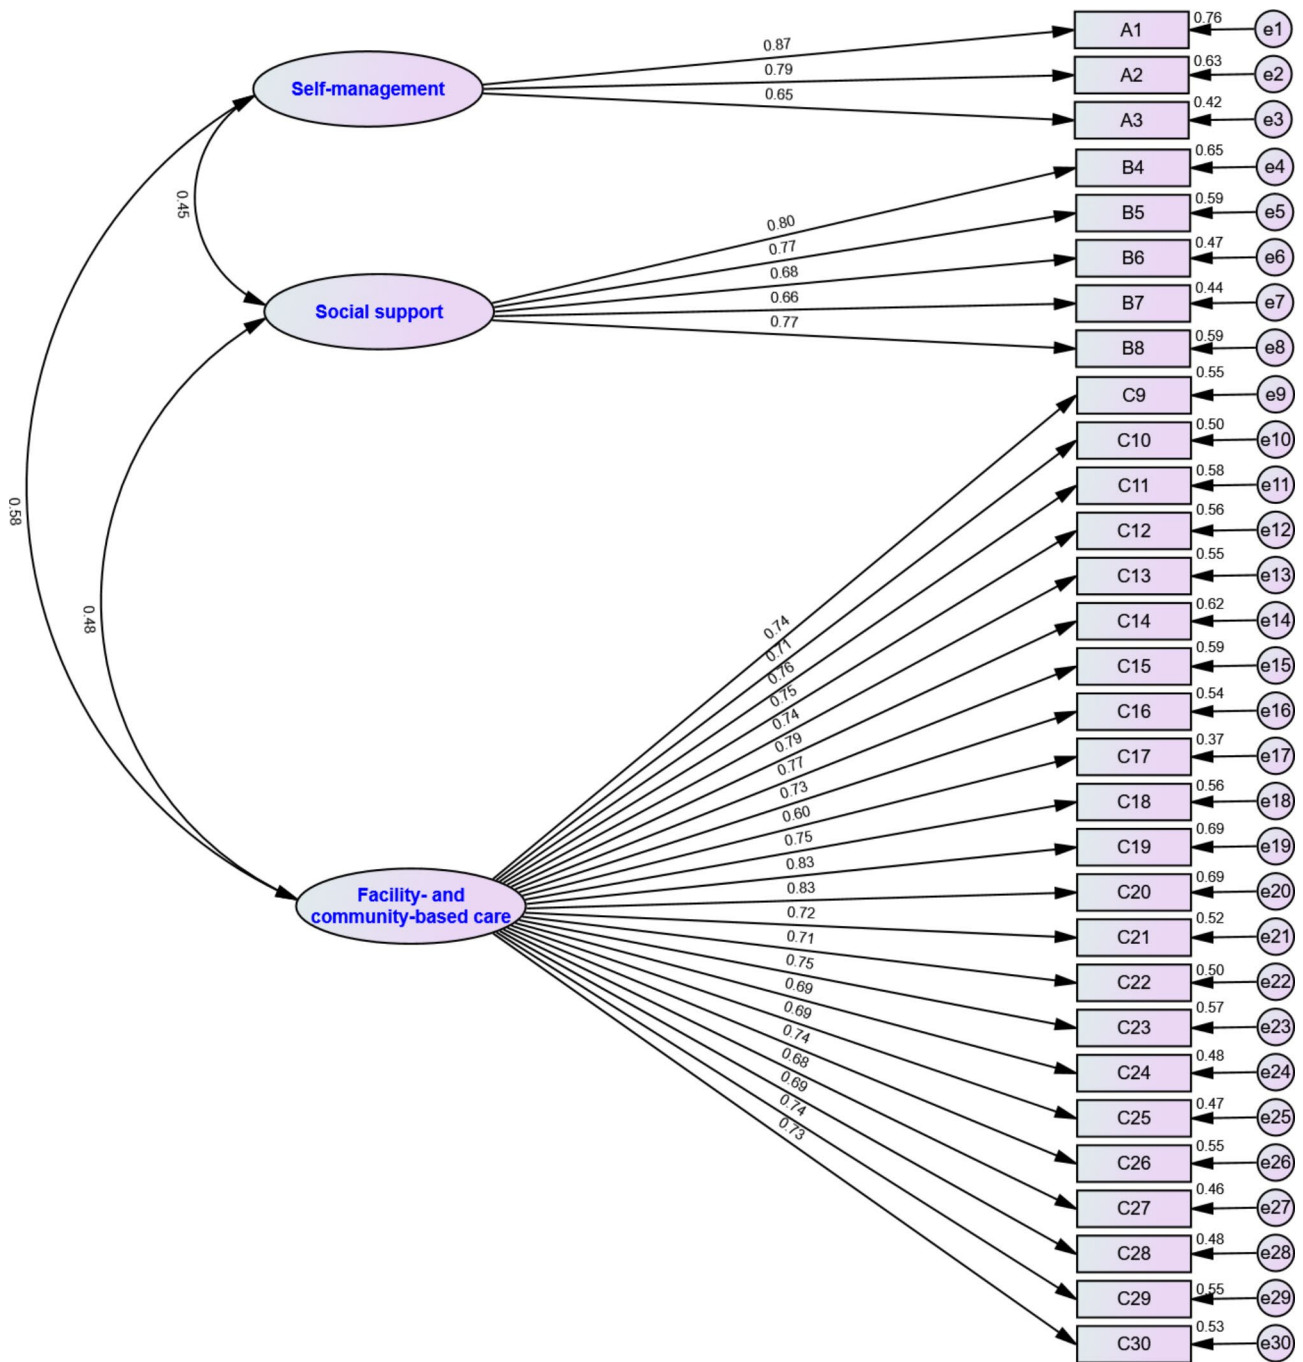 0.76
A1
e1
0.87
0.63
A2
e2
Self-management
0.79
0.42
A3
e3
0.65
0.65
B4
e4
0.59
B5
e5
0.45
0.80
0.47
B6
e6
0.77
0.68
0.44
B7
e7
Social support
0.66
0.59
B8
e8
0.77
0.55
C9
e9
0.50
C10
e10
0.58
C11
e11
0.58
0.56
C12
e12
0.55
C13
e13
0.48
0.62
C14
e14
0.74
0.59
C15
e15
0.71
0.76
0.54
C16
e16
0.75
0.74
0.37
C17
e17
0.79
0.77
0.56
C18
e18
0.73
0.60
0.69
C19
e19
0.75
0.83
0.69
C20
e20
0.83
Facility- and
community-based care
0.72
0.52
C21
e21
0.71
0.50
C22
e22
0.75
0.69
0.57
C23
e23
0.69
0.74
0.48
C24
e24
0.68
0.69
0.47
C25
e25
0.74
0.73
0.55
C26
e26
0.46
C27
e27
0.48
C28
e28
0.55
C29
e29
0.53
C30
e30